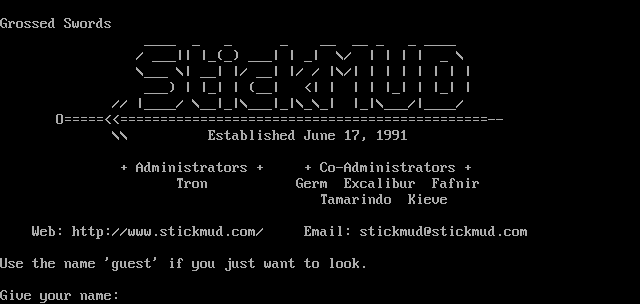 Grossed Swords
StickMUD
O=====<<==============================================--
Established June 17, 1991
+ Administrators + + Co-Administrators +
Tron Germ Excalibur Fafnir
Tamarindo Kieve
Web: http://www.stickmud.com/ Email: stickmud@stickmud.com
Use the name 'guest' if you just want to look.
Give your name: